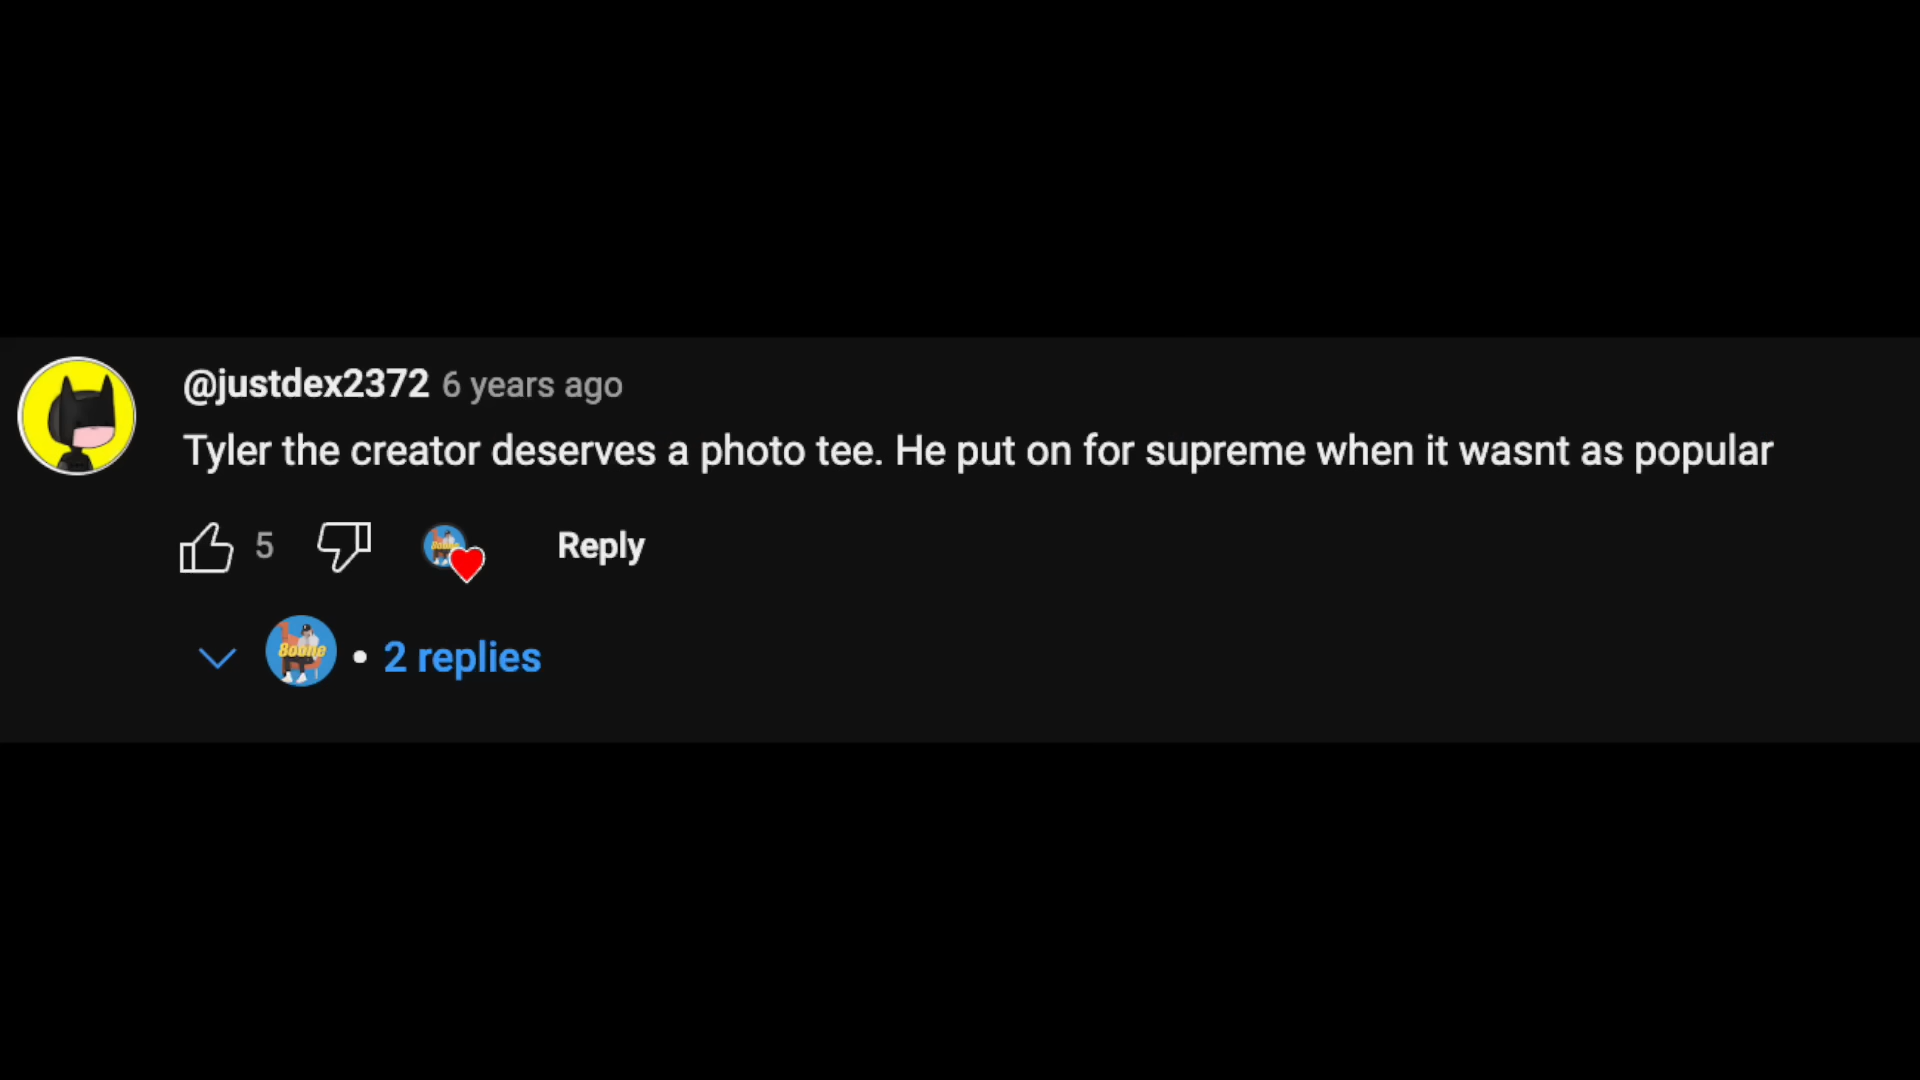 @justdex2372 6 years ago
Tyler the creator deserves a photo tee. He put on for supreme when it wasnt as popular
5 Reply
Boone • 2 replies